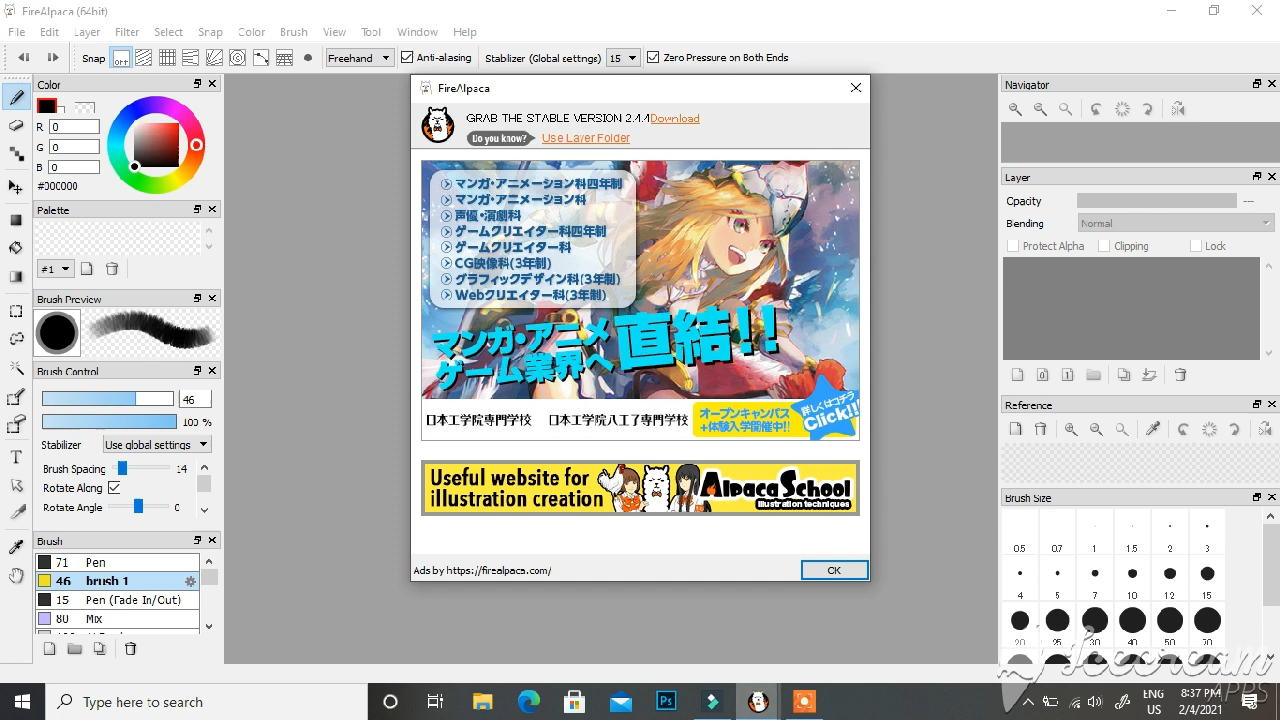 FireAlpaca (64bit)
File Edit Layer Filter Select Snap Color Brush View Tool Window Help
Snap OFF Freehand Anti-aliasing Stablizer (Global settings) 15 Zero Pressure on Both Ends
Color
R 0
G 0
B 0
#000000
Palette
#1
Brush Preview
Brush Control
46
100 %
Stabilizer Use global settings
Brush Spacing 14
Rotate Along
Rotate Angle 0
Brush
71 Pen
46 brush 1
15 Pen (Fade In/Out)
80 Mix
FireAlpaca
GRAB THE STABLE VERSION 2.4.4Download
Do you know? Use Layer Folder
マンガ・アニメーション科四年制
マンガ・アニメーション科
声優・演劇科
ゲームクリエイター科四年制
ゲームクリエイター科
CG映像科(3年制)
グラフィックデザイン科(3年制)
Webクリエイター科(3年制)
マンガ・アニメ
ゲーム業界へ直結!!
日本工学院専門学校 日本工学院八王子専門学校
オープンキャンパス
+体験入学開催中!!
詳しくはコチラ
Click!!
Useful website for
illustration creation
AlpacaSchool
illustration techniques
Ads by https://firealpaca.com/
OK
Navigator
Layer
Opacity ---
Blending Normal
Protect Alpha Clipping Lock
Reference
Brush Size
0.5 0.7 1 1.5 2 3
4 5 7 10 12 15
20 25 30 40 50 70
Icecream
APPS
Type here to search
Ps
ENG
US
8:37 PM
2/4/2021